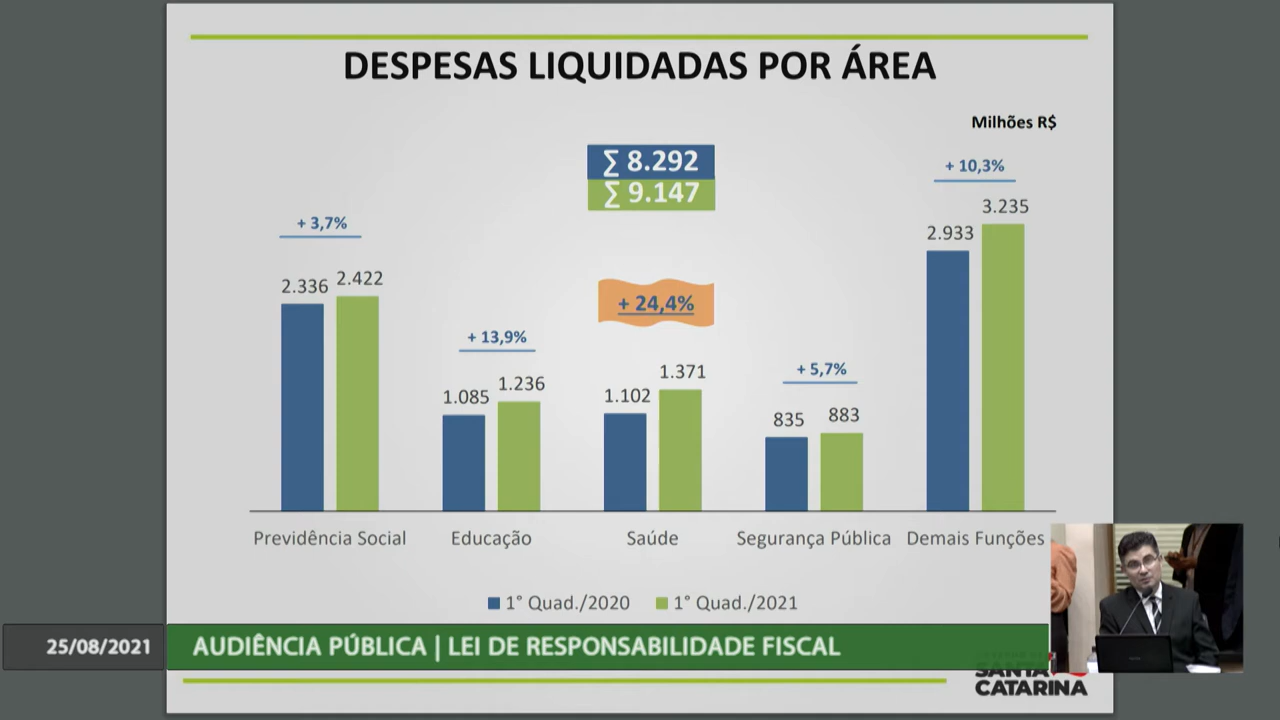 DESPESAS LIQUIDADAS POR ÁREA
Milhões R$
∑ 8.292
∑ 9.147
+ 3,7%
2.336 2.422
+ 13,9%
1.085 1.236
+ 24,4%
1.102 1.371
+ 5,7%
835 883
+ 10,3%
2.933 3.235
Previdência Social Educação Saúde Segurança Pública Demais Funções
1° Quad./2020 1° Quad./2021
25/08/2021
AUDIÊNCIA PÚBLICA | LEI DE RESPONSABILIDADE FISCAL
SANTA
CATARINA